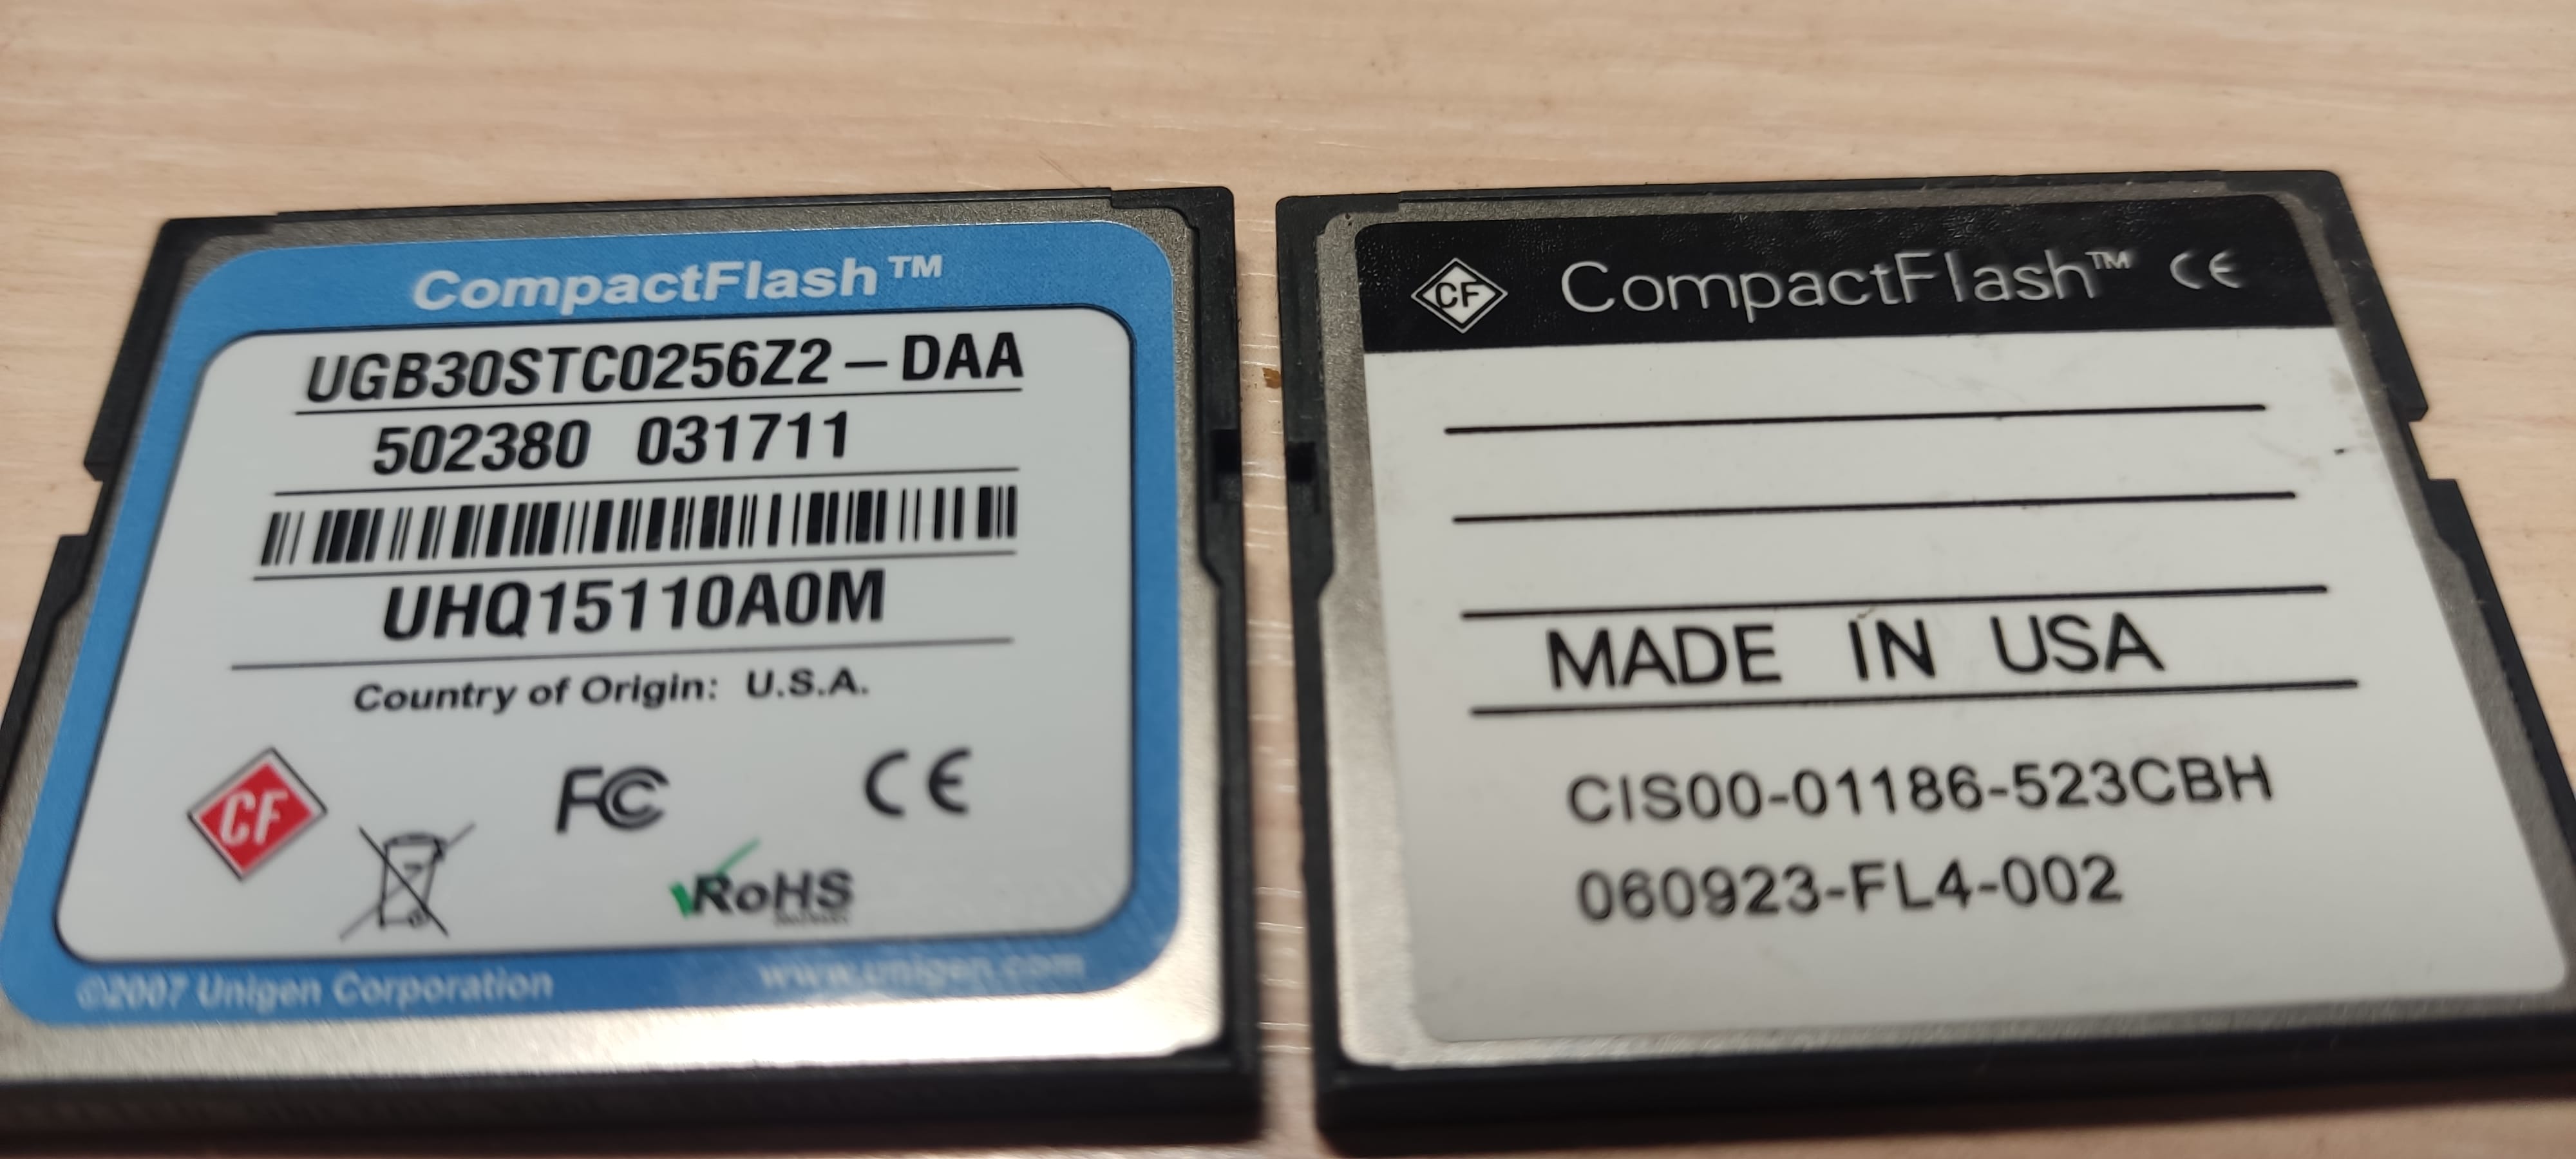 CompactFlash™
UGB30STC0256Z2-DAA
502380 031711
UHQ15110A0M
Country of Origin: U.S.A.
CF
FC
CE
RoHS
©2007 Unigen Corporation
www.unigen.com
CF CompactFlash™ CE
MADE IN USA
CIS00-01186-523CBH
060923-FL4-002